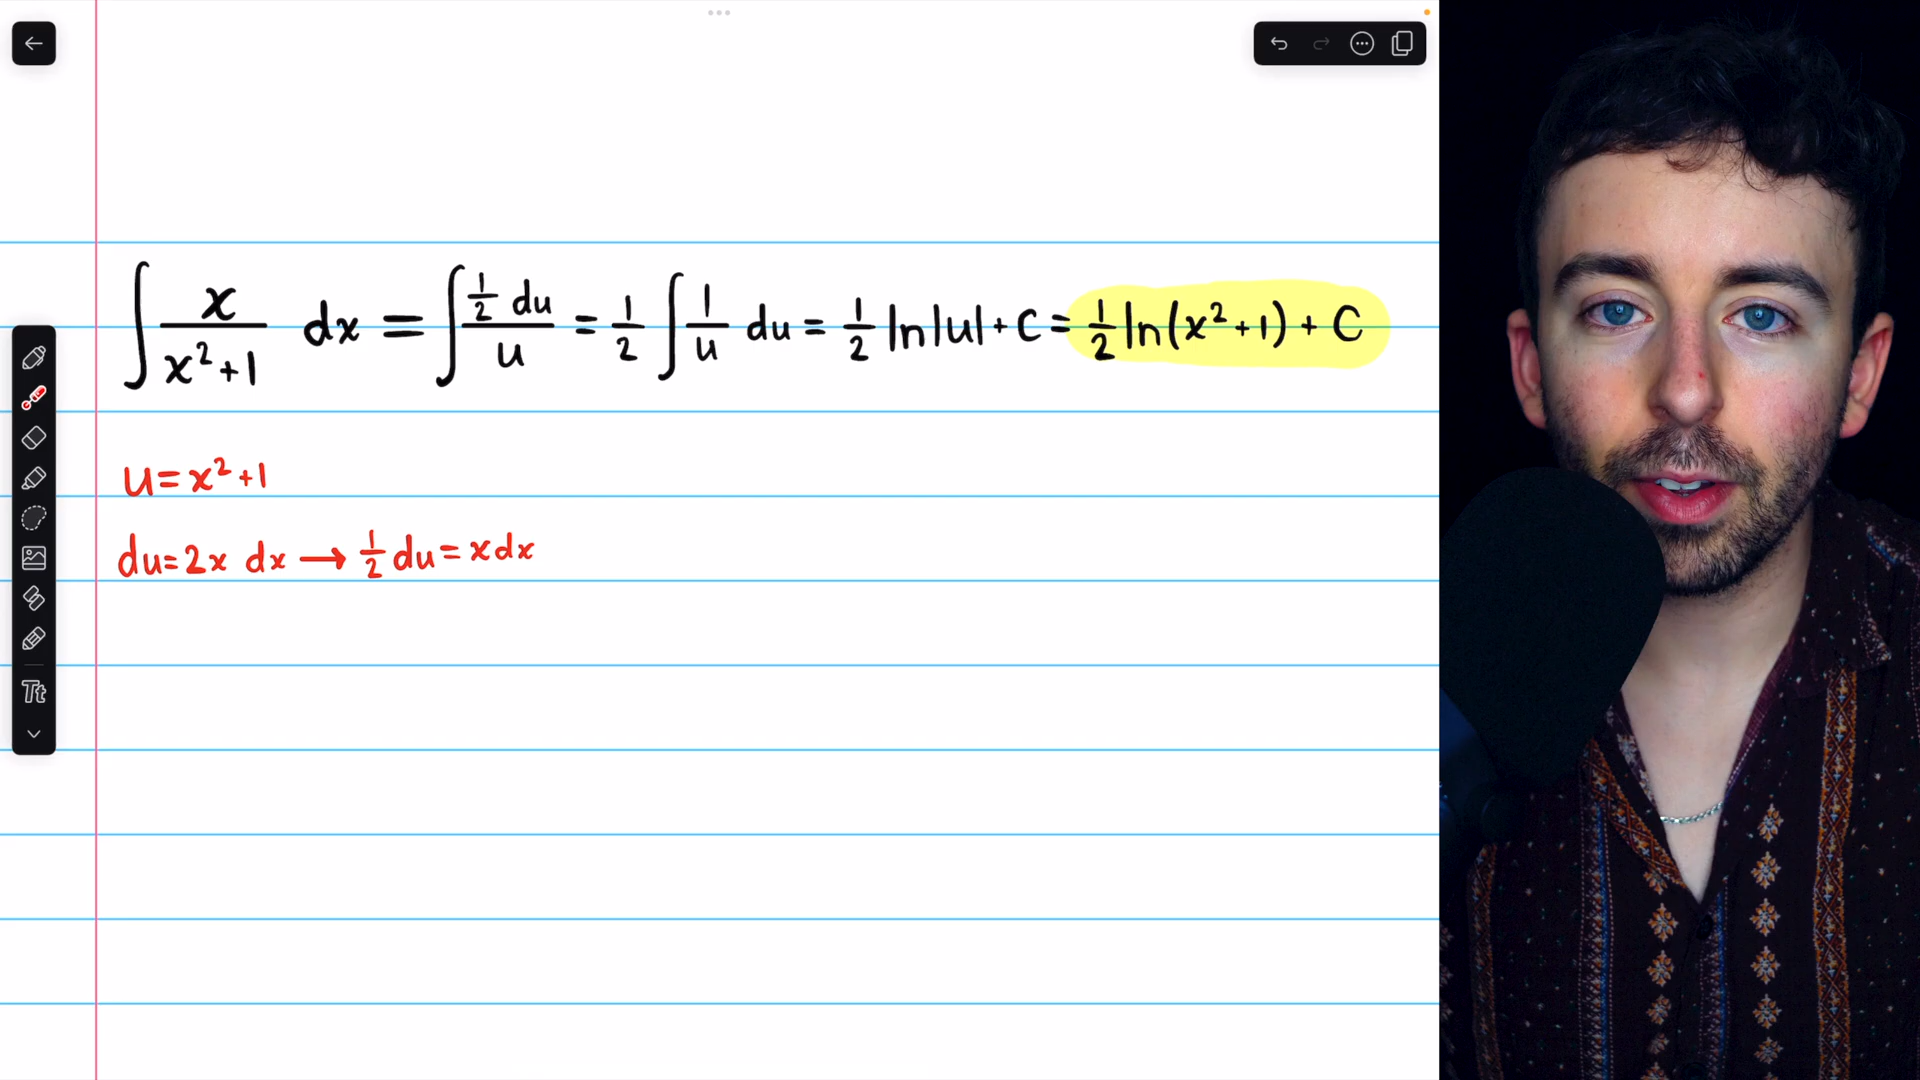 ∫ x/(x²+1) dx = ∫ (½ du)/u = ½ ∫ 1/u du = ½ ln|u| + C = ½ ln(x²+1) + C
u = x²+1
du = 2x dx → ½ du = x dx
Tt